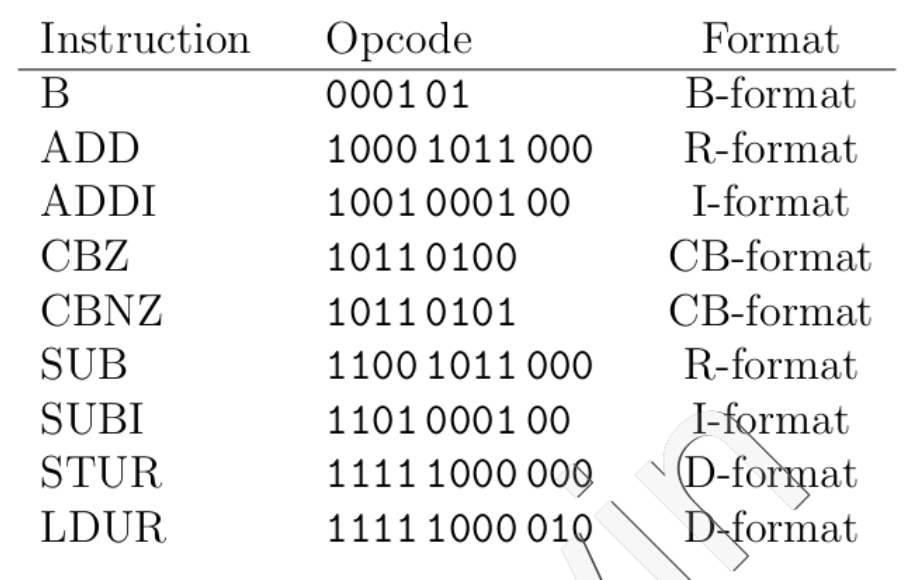 Instruction Opcode Format
B 0001 01 B-format
ADD 1000 1011 000 R-format
ADDI 1001 0001 00 I-format
CBZ 1011 0100 CB-format
CBNZ 1011 0101 CB-format
SUB 1100 1011 000 R-format
SUBI 1101 0001 00 I-format
STUR 1111 1000 000 D-format
LDUR 1111 1000 010 D-format